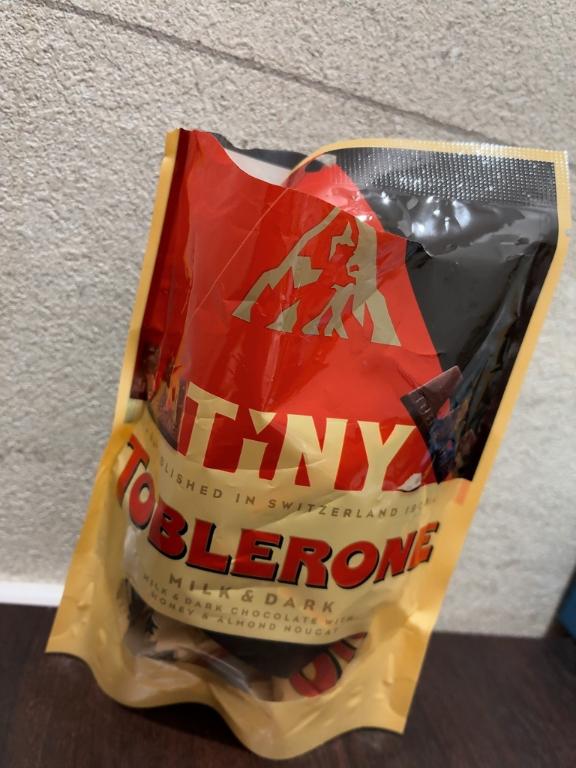 TiNY
ESTABLISHED IN SWITZERLAND
TOBLERONE
MILK & DARK
MILK & DARK CHOCOLATE WITH
HONEY & ALMOND NOUGAT